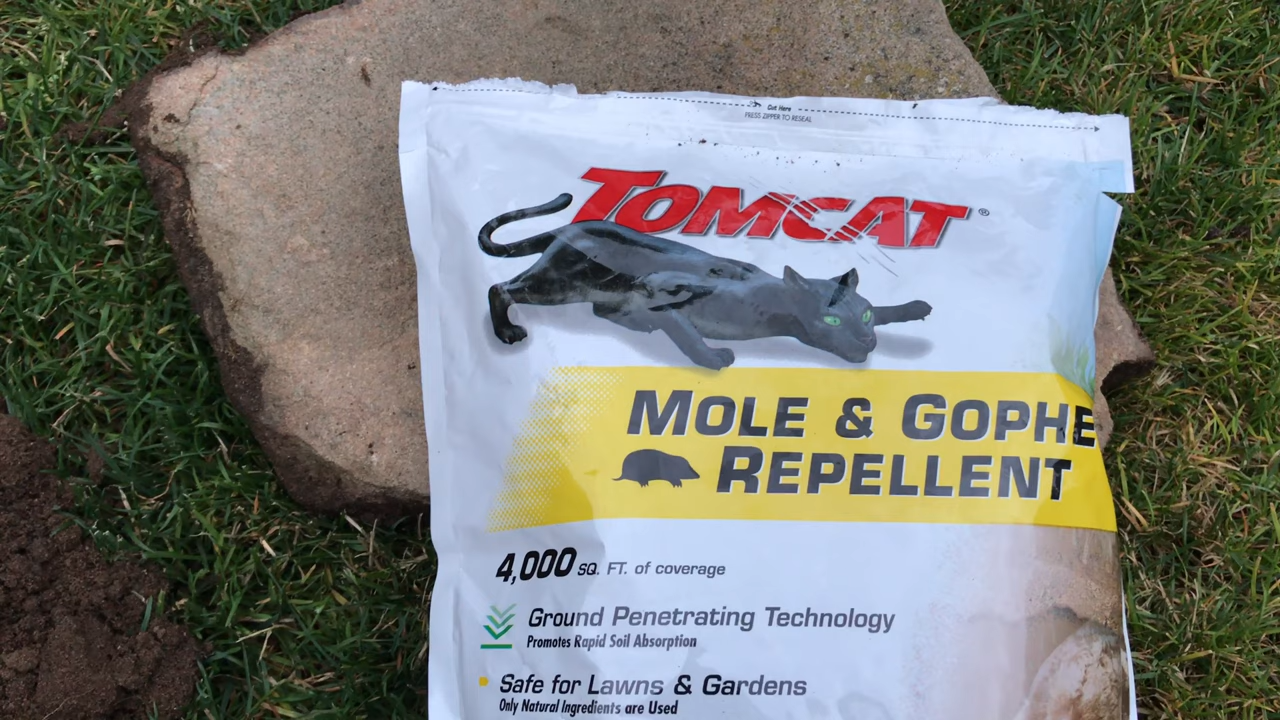 Cut Here
PRESS ZIPPER TO RESEAL
TOMCAT®
MOLE & GOPHE
REPELLENT
4,000 SQ. FT. of coverage
Ground Penetrating Technology
Promotes Rapid Soil Absorption
Safe for Lawns & Gardens
Only Natural Ingredients are Used